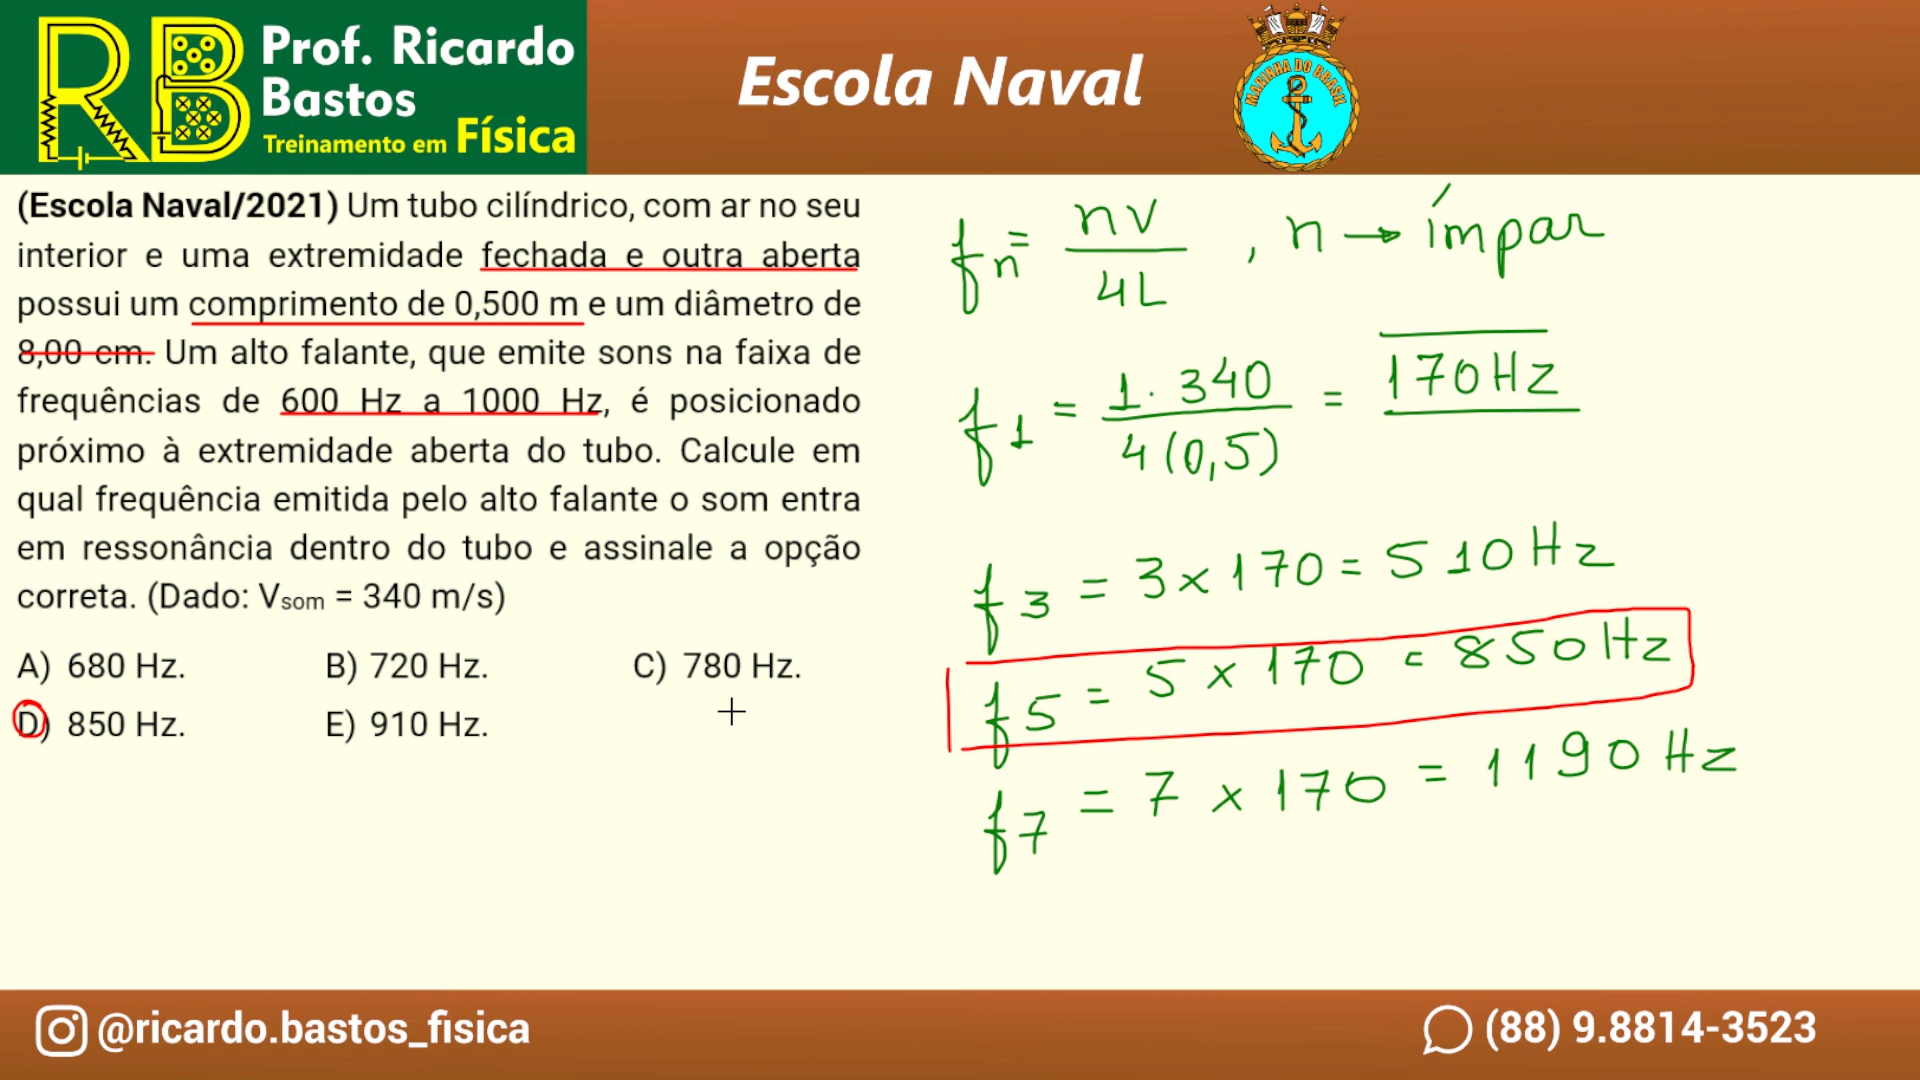 RB
Prof. Ricardo
Bastos
Treinamento em Física
Escola Naval
MARINHA DO BRASIL
(Escola Naval/2021) Um tubo cilíndrico, com ar no seu
interior e uma extremidade fechada e outra aberta
possui um comprimento de 0,500 m e um diâmetro de
8,00 cm. Um alto falante, que emite sons na faixa de
frequências de 600 Hz a 1000 Hz, é posicionado
próximo à extremidade aberta do tubo. Calcule em
qual frequência emitida pelo alto falante o som entra
em ressonância dentro do tubo e assinale a opção
correta. (Dado: Vsom = 340 m/s)
A) 680 Hz. B) 720 Hz. C) 780 Hz.
D) 850 Hz. E) 910 Hz.
fn = nV/4L , n → ímpar
f1 = 1. 340/4(0,5) = 170Hz
f3 = 3 x 170 = 510Hz
f5 = 5 x 170 = 850Hz
f7 = 7 x 170 = 1190Hz
@ricardo.bastos_fisica
(88) 9.8814-3523